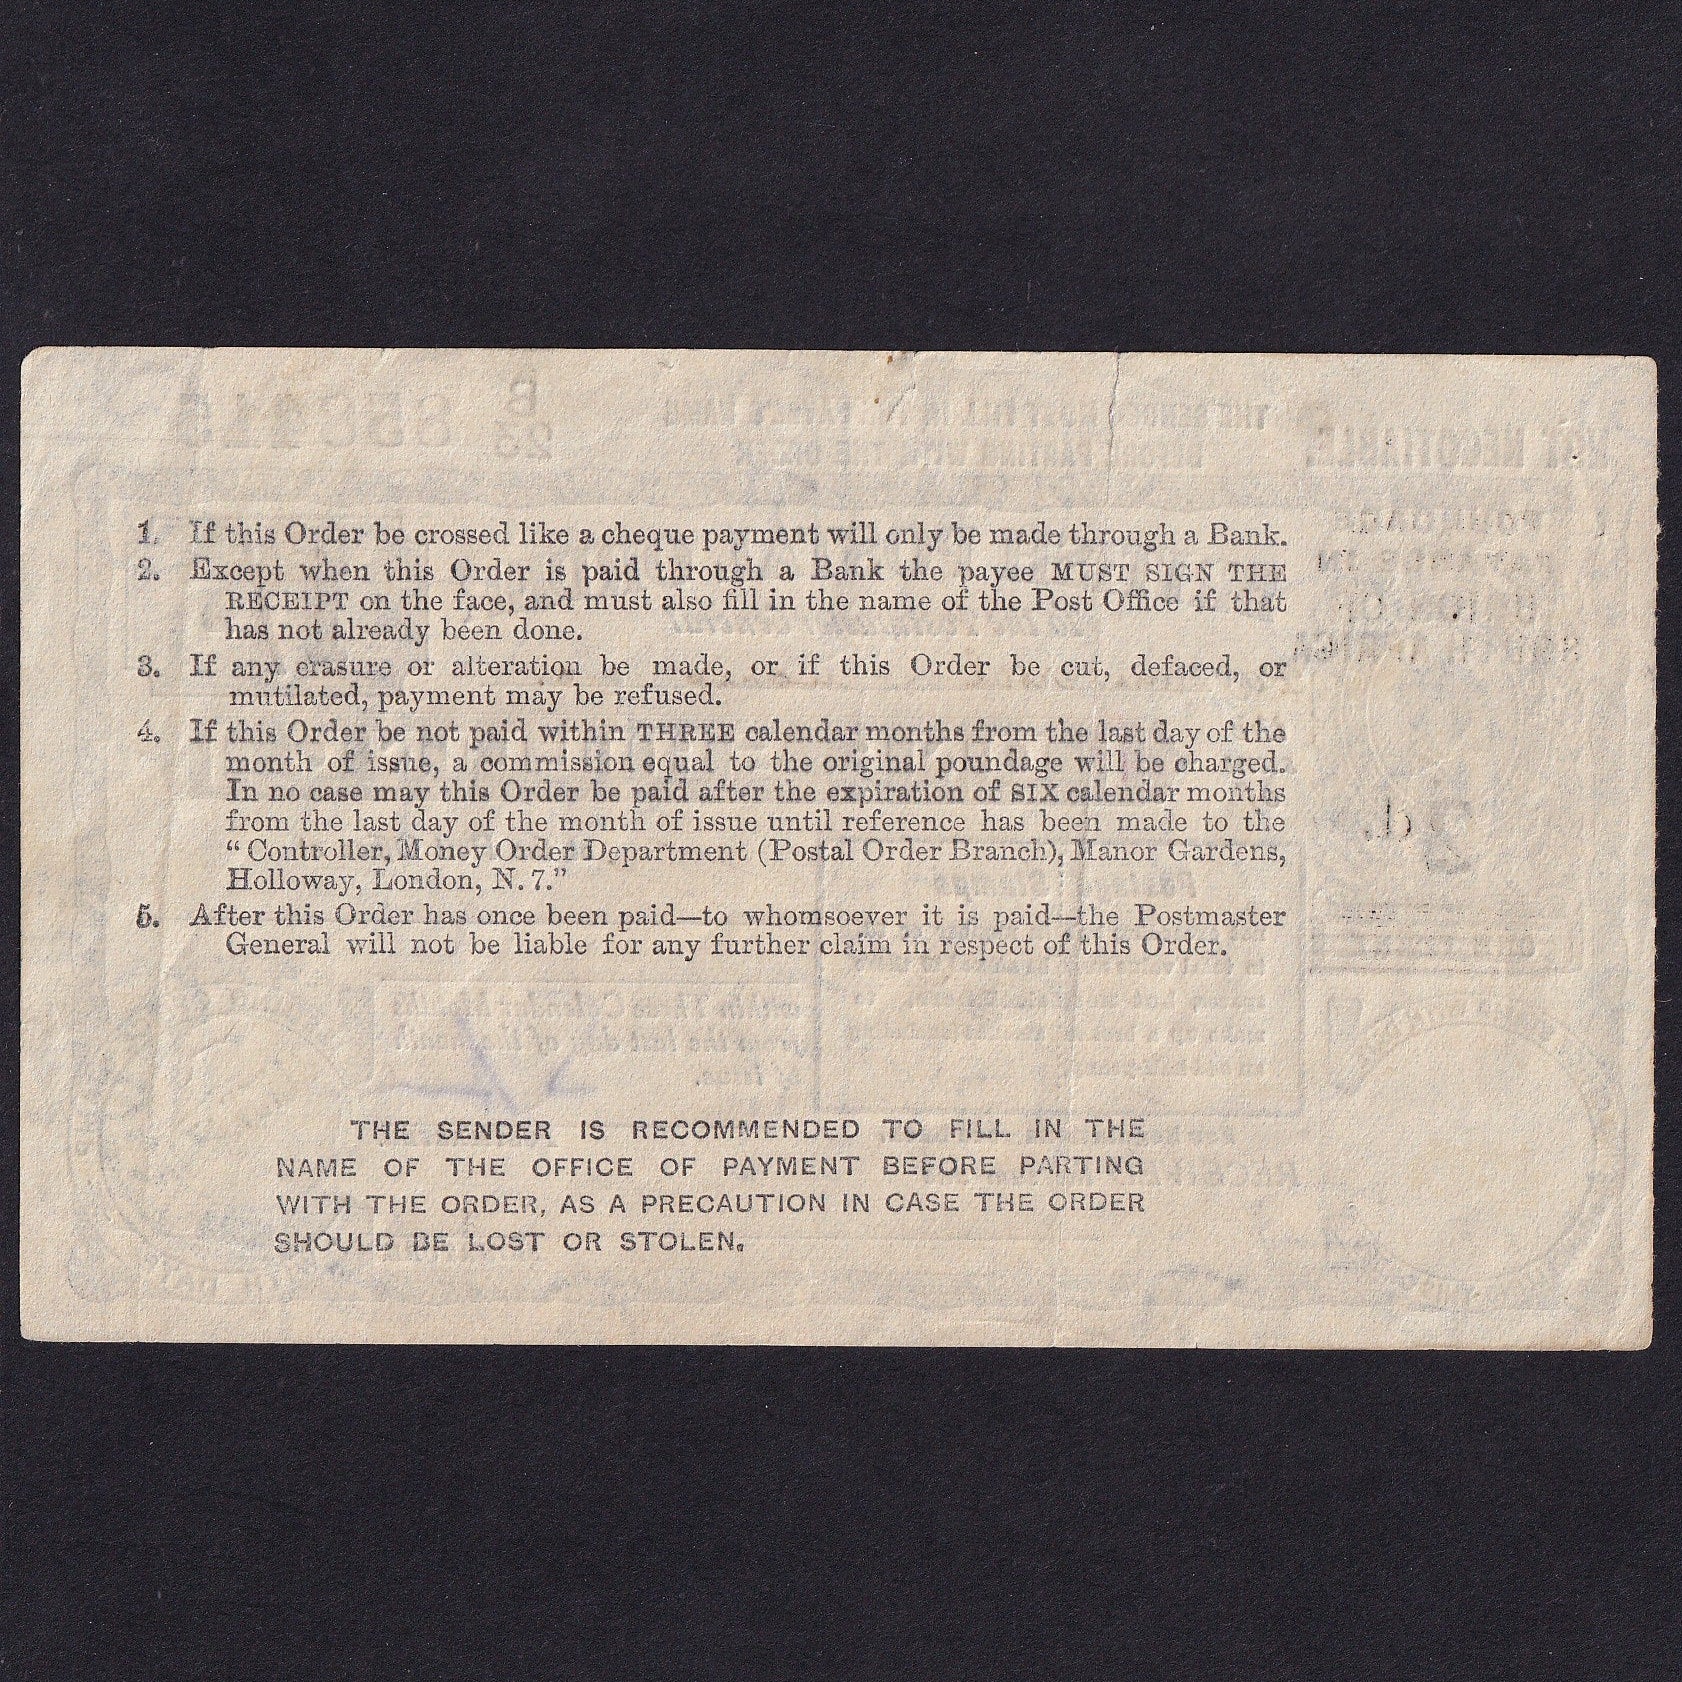 1. If this Order be crossed like a cheque payment will only be made through a Bank.
2. Except when this Order is paid through a Bank the payee MUST SIGN THE
RECEIPT on the face, and must also fill in the name of the Post Office if that
has not already been done.
3. If any erasure or alteration be made, or if this Order be cut, defaced, or
mutilated, payment may be refused.
4. If this Order be not paid within THREE calendar months from the last day of the
month of issue, a commission equal to the original poundage will be charged.
In no case may this Order be paid after the expiration of SIX calendar months
from the last day of the month of issue until reference has been made to the
“Controller, Money Order Department (Postal Order Branch), Manor Gardens,
Holloway, London, N. 7.”
5. After this Order has once been paid—to whomsoever it is paid—the Postmaster
General will not be liable for any further claim in respect of this Order.
THE SENDER IS RECOMMENDED TO FILL IN THE
NAME OF THE OFFICE OF PAYMENT BEFORE PARTING
WITH THE ORDER, AS A PRECAUTION IN CASE THE ORDER
SHOULD BE LOST OR STOLEN.